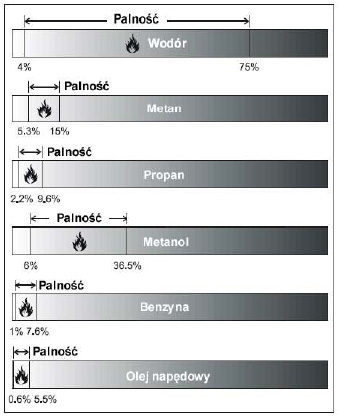 Palność
Wodór
4% 75%
Palność
Metan
5.3% 15%
Palność
Propan
2.2% 9.6%
Palność
Metanol
6% 36.5%
Palność
Benzyna
1% 7.6%
Palność
Olej napędowy
0.6% 5.5%